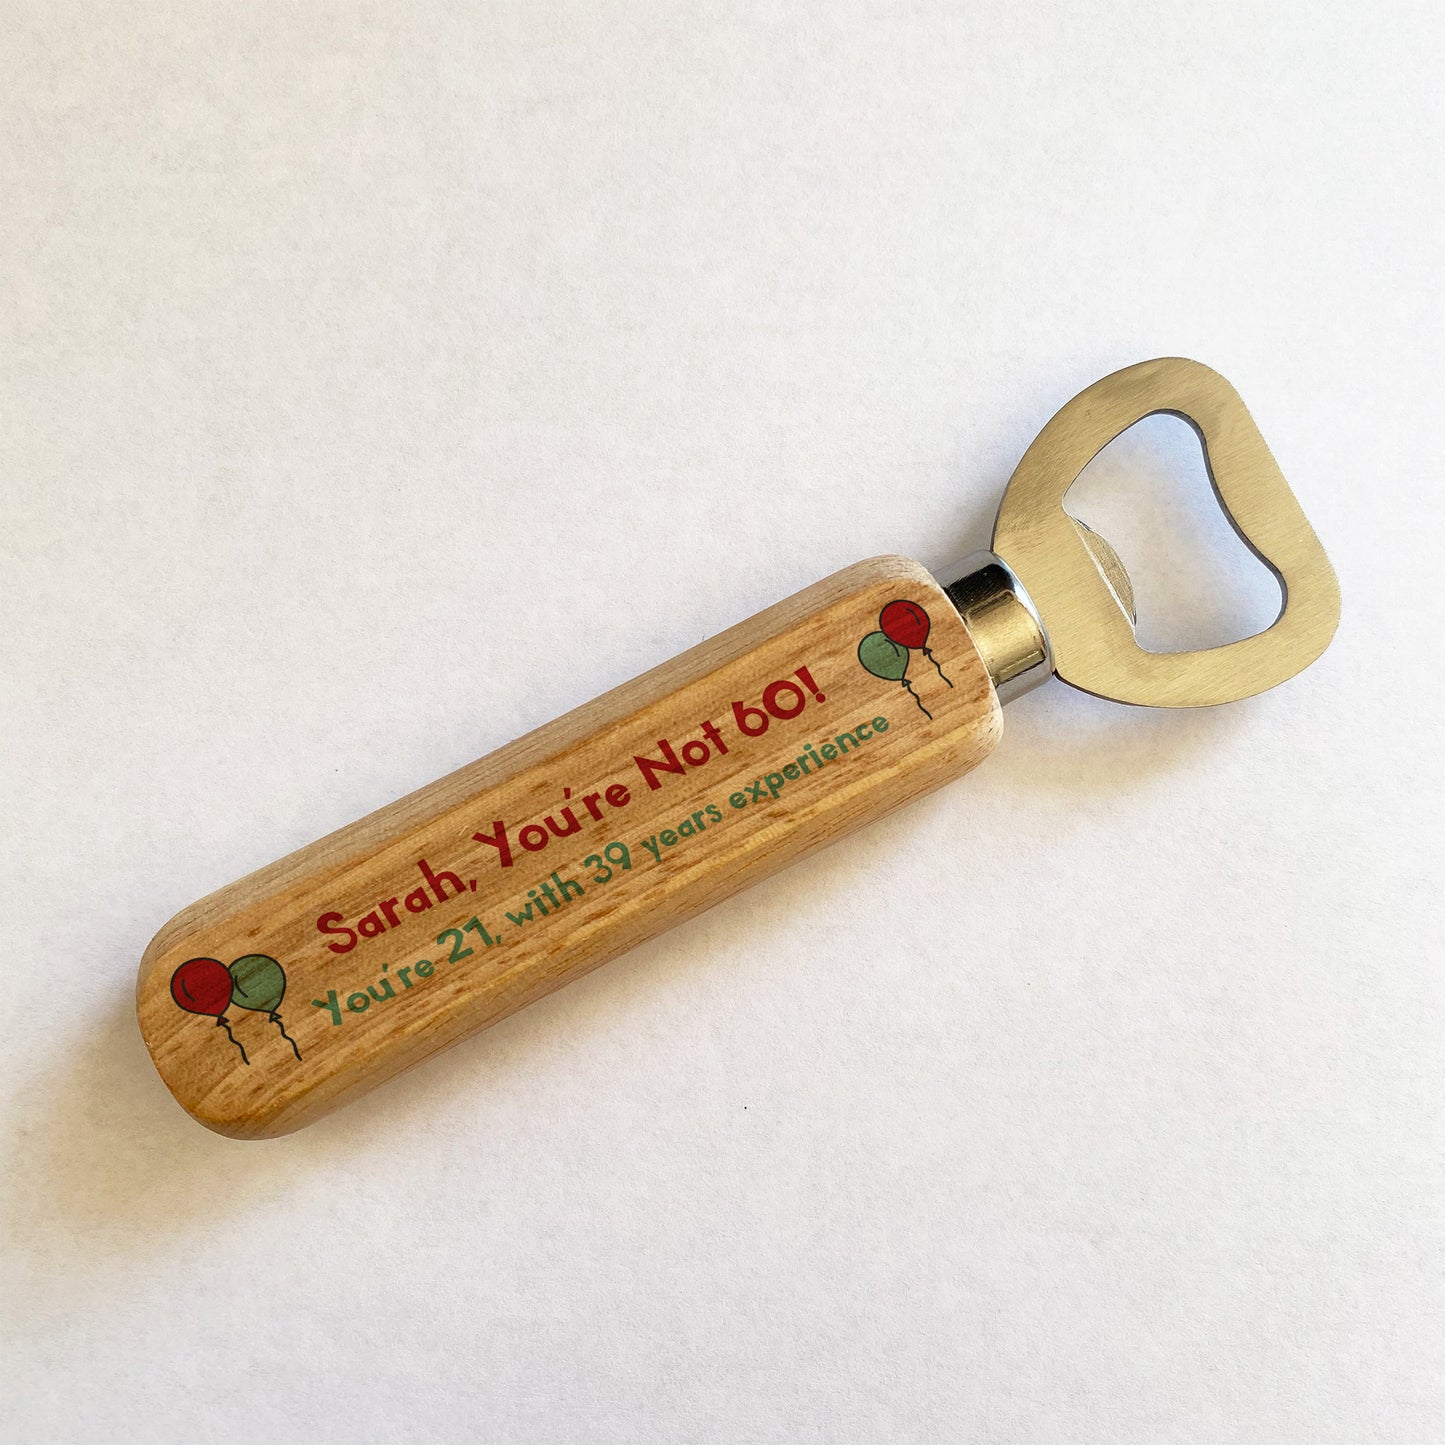 Sarah, You're Not 60!
You're 21, with 39 years experience